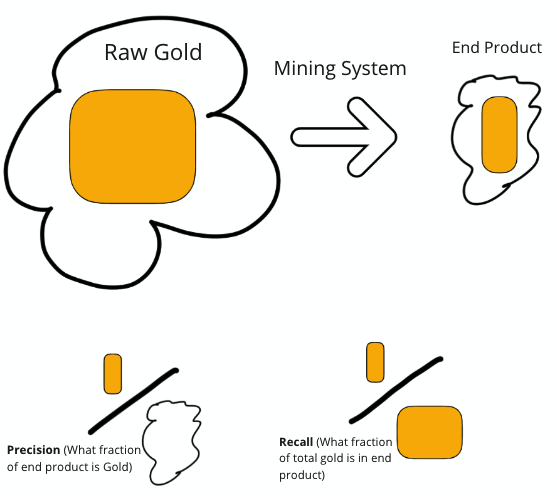 Raw Gold
Mining System
End Product
Precision (What fraction
of end product is Gold)
Recall (What fraction
of total gold is in end
product)